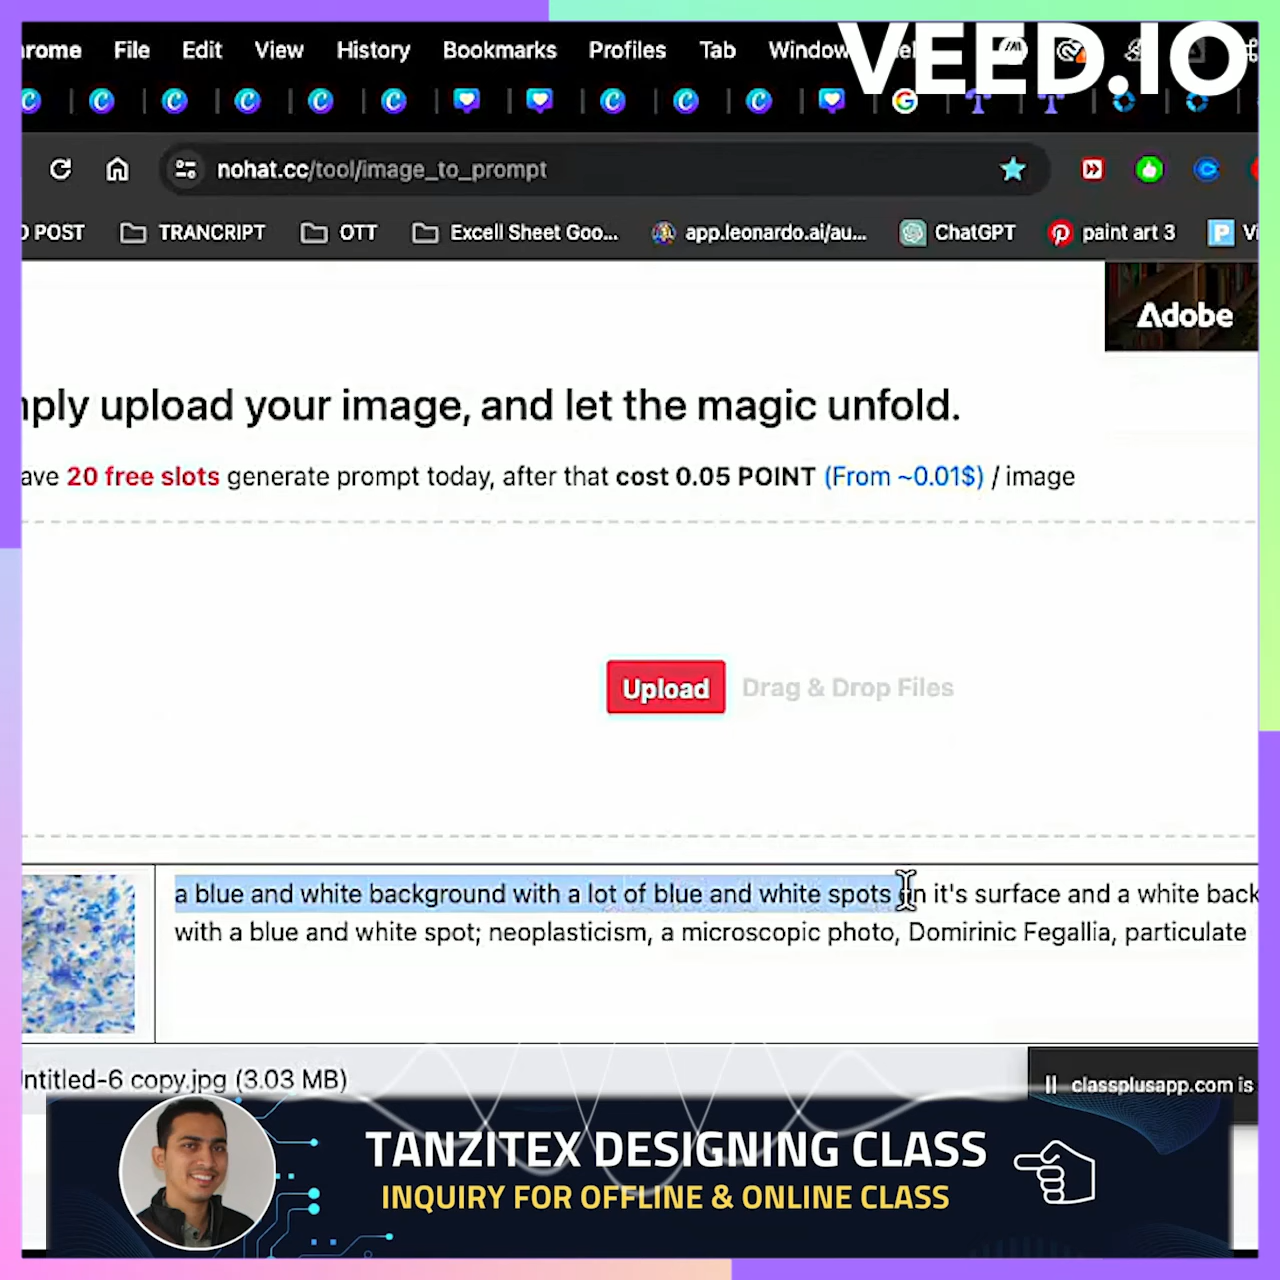 File Edit View History Bookmarks Profiles Tab Window
VEED.IO
nohat.cc/tool/image_to_prompt
POST TRANCRIPT OTT Excell Sheet Goo... app.leonardo.ai/au... ChatGPT paint art 3
Adobe
upload your image, and let the magic unfold.
20 free slots generate prompt today, after that cost 0.05 POINT (From ~0.01$) / image
Upload Drag & Drop Files
a blue and white background with a lot of blue and white spots it's surface and a white back
with a blue and white spot; neoplasticism, a microscopic photo, Domirinic Fegallia, particulate
ntitled-6 copy.jpg (3.03 MB)
classplusapp.com is
TANZITEX DESIGNING CLASS
INQUIRY FOR OFFLINE & ONLINE CLASS